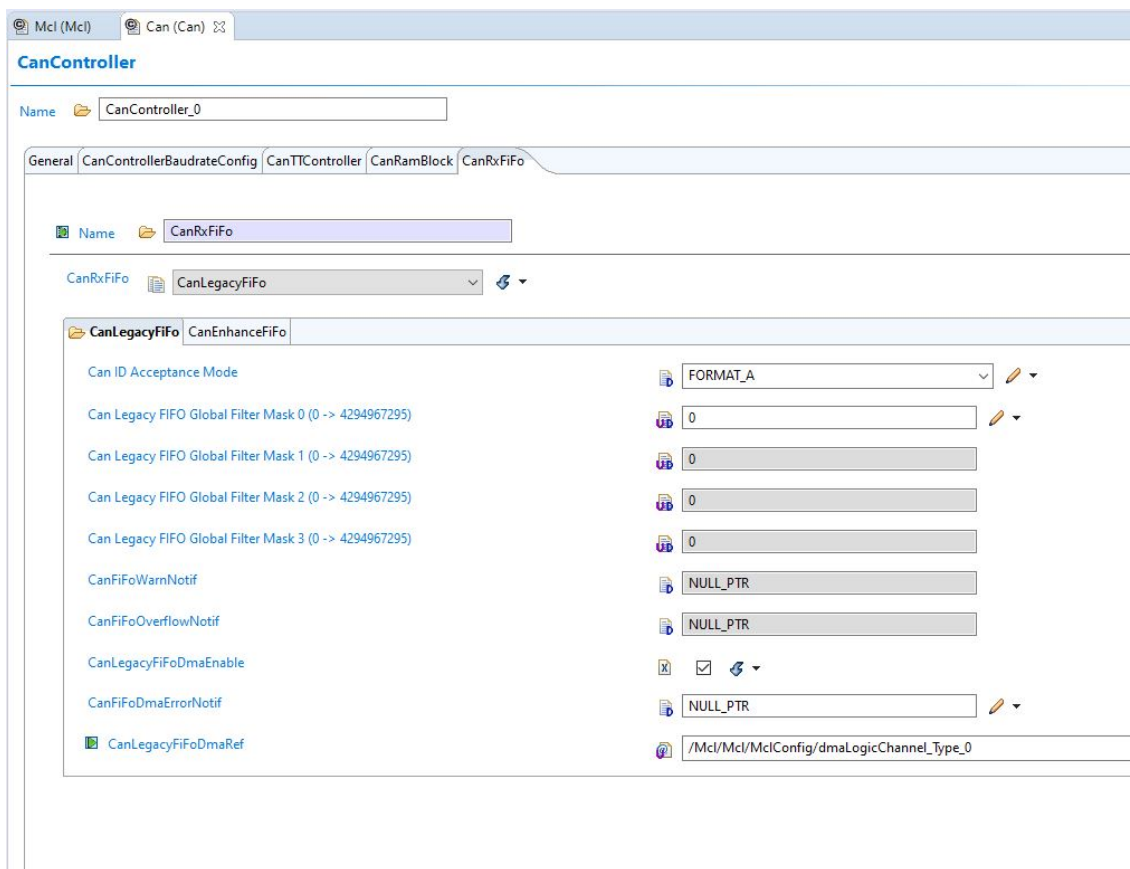 Mcl (Mcl) Can (Can)
CanController
Name CanController_0
General CanControllerBaudrateConfig CanTTController CanRamBlock CanRxFiFo
Name CanRxFiFo
CanRxFiFo CanLegacyFiFo
CanLegacyFiFo CanEnhanceFiFo
Can ID Acceptance Mode FORMAT_A
Can Legacy FIFO Global Filter Mask 0 (0 -> 4294967295) 0
Can Legacy FIFO Global Filter Mask 1 (0 -> 4294967295) 0
Can Legacy FIFO Global Filter Mask 2 (0 -> 4294967295) 0
Can Legacy FIFO Global Filter Mask 3 (0 -> 4294967295) 0
CanFiFoWarnNotif NULL_PTR
CanFiFoOverflowNotif NULL_PTR
CanLegacyFiFoDmaEnable
CanFiFoDmaErrorNotif NULL_PTR
CanLegacyFiFoDmaRef /Mcl/Mcl/MclConfig/dmaLogicChannel_Type_0